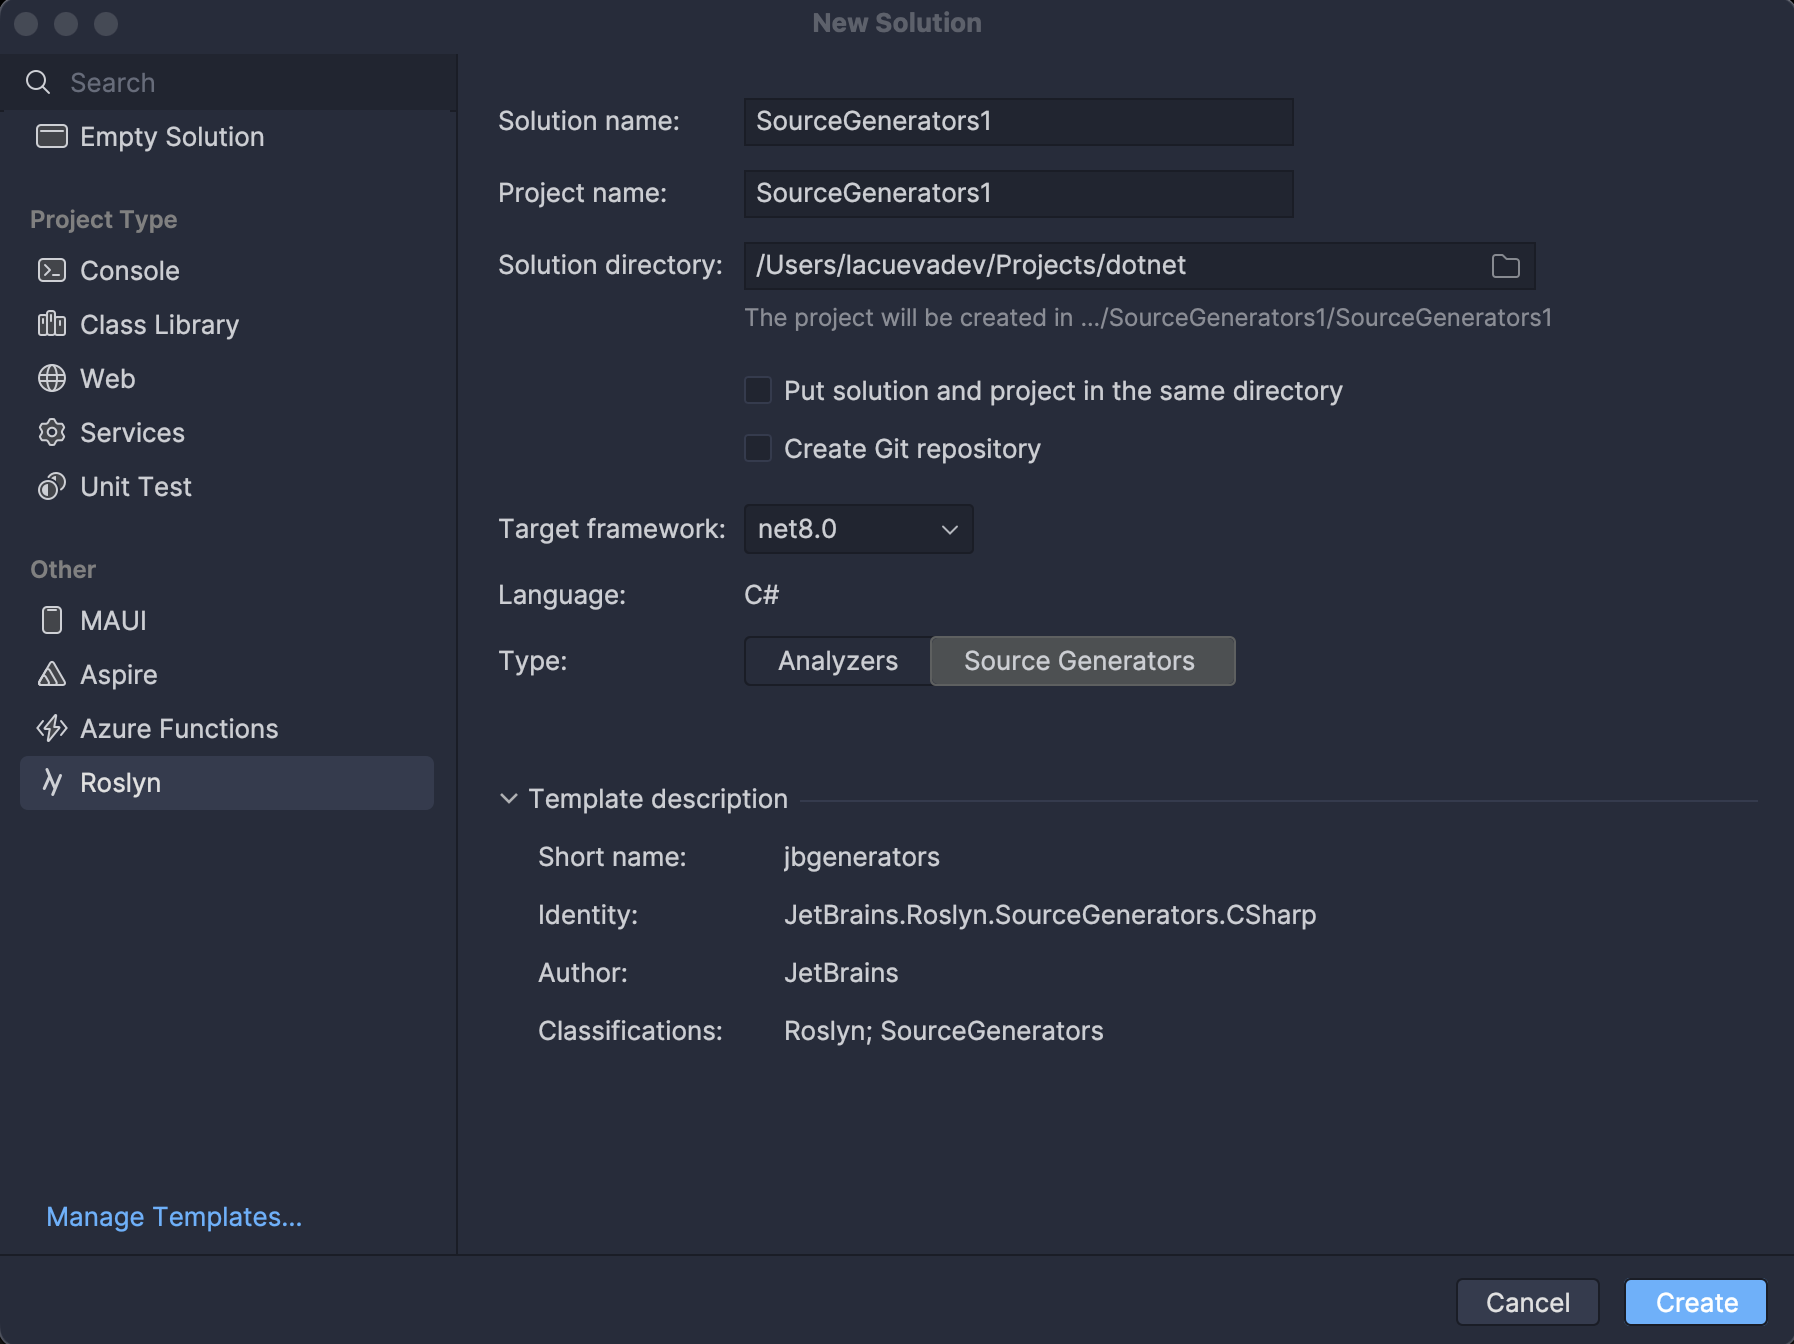 New Solution
Search
Empty Solution
Project Type
Console
Class Library
Web
Services
Unit Test
Other
MAUI
Aspire
Azure Functions
Roslyn
Manage Templates...
Solution name: SourceGenerators1
Project name: SourceGenerators1
Solution directory: /Users/lacuevadev/Projects/dotnet
The project will be created in .../SourceGenerators1/SourceGenerators1
Put solution and project in the same directory
Create Git repository
Target framework: net8.0
Language: C#
Type: Analyzers Source Generators
Template description
Short name: jbgenerators
Identity: JetBrains.Roslyn.SourceGenerators.CSharp
Author: JetBrains
Classifications: Roslyn; SourceGenerators
Cancel Create